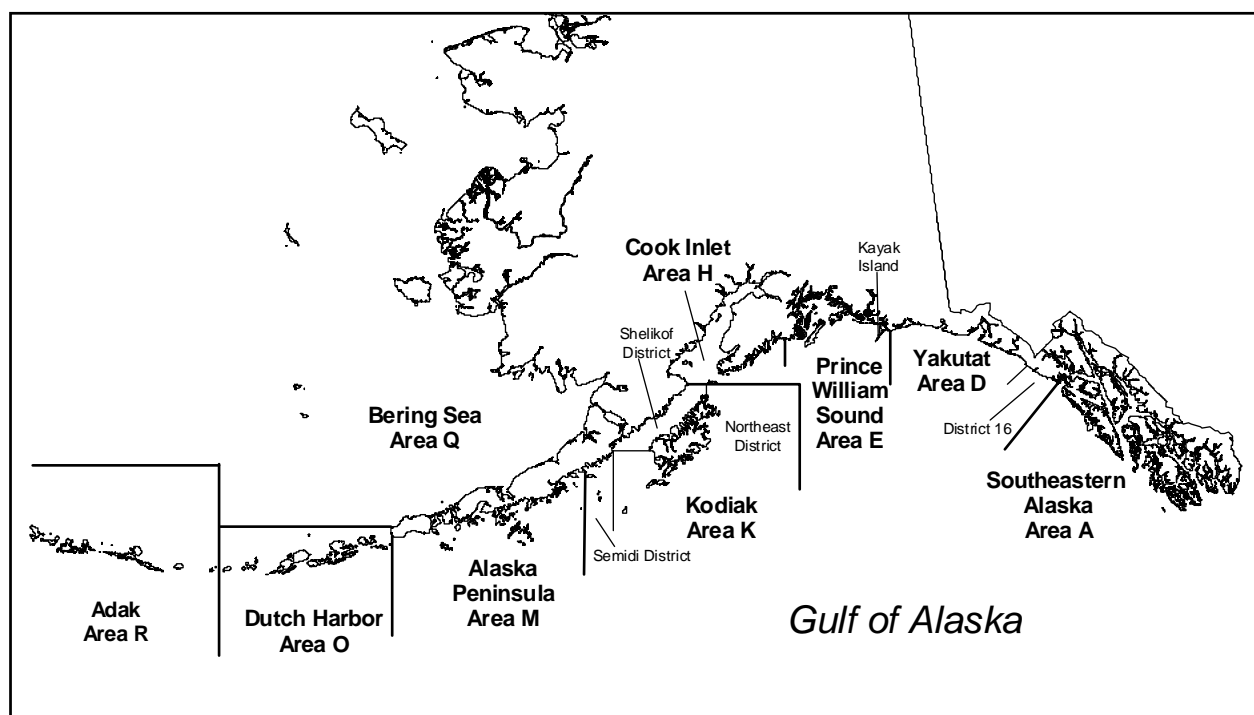 Cook Inlet
Area H
Kayak
Island
Shelikof
District
Prince
William
Sound
Area E
Yakutat
Area D
Bering Sea
Area Q
Northeast
District
District 16
Southeastern
Alaska
Area A
Kodiak
Area K
Semidi District
Alaska
Peninsula
Area M
Adak
Area R
Dutch Harbor
Area O
Gulf of Alaska